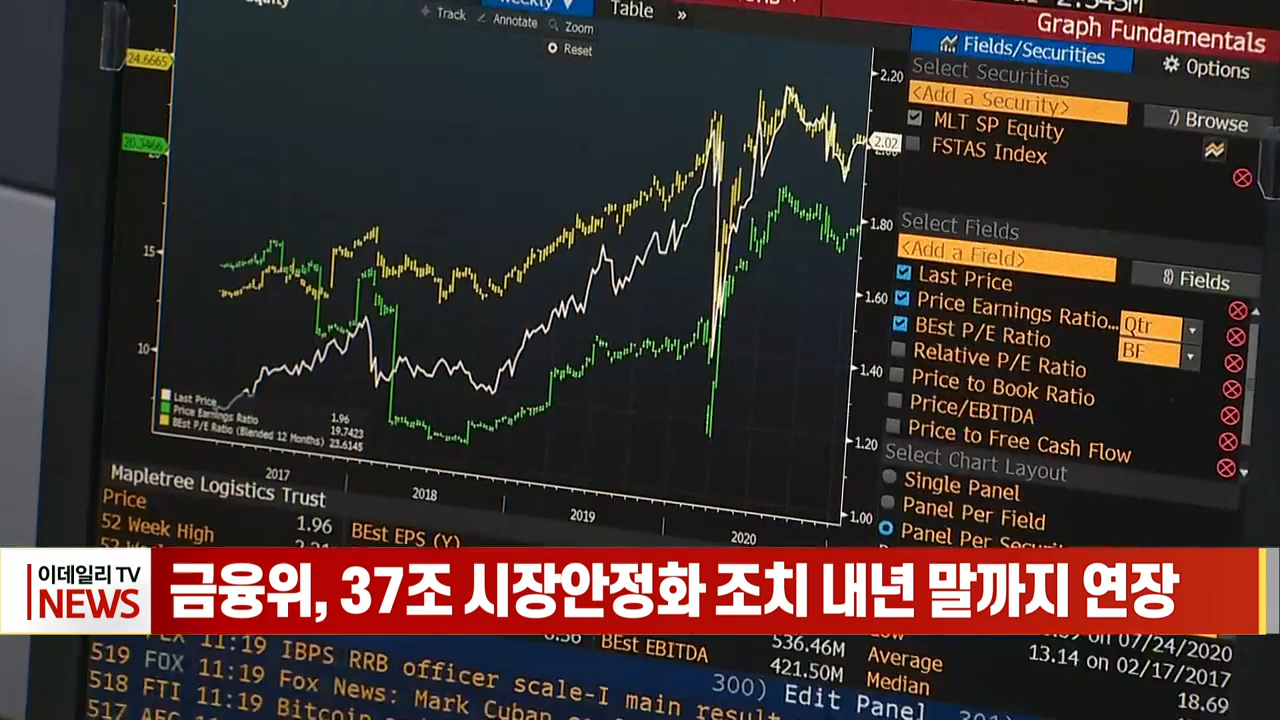 Track
Annotate
Zoom
Reset
Table
»
Graph Fundamentals
Fields/Securities
Options
Select Securities
<Add a Security>
7) Browse
MLT SP Equity
FSTAS Index
Select Fields
<Add a Field>
8) Fields
Last Price
Price Earnings Ratio...
Qtr
BEst P/E Ratio
BF
Relative P/E Ratio
Price to Book Ratio
Price/EBITDA
Price to Free Cash Flow
Select Chart Layout
Single Panel
Panel Per Field
24.6665
20.3466
15
10
2.20
2.02
1.80
1.60
1.40
1.20
1.00
Last Price 1.96
Price Earnings Ratio 19.7423
BEst P/E Ratio (Blended 12 Months) 23.6145
2017
2018
2019
2020
Mapletree Logistics Trust
Price 1.96
BEst EPS (Y)
52 Week High
이데일리 TV
NEWS
금융위, 37조 시장안정화 조치 내년 말까지 연장
on 07/24/2020
13.14 on 02/17/2017
18.69
BEst EBITDA
536.46M
421.50M
Average
Median
300) Edit Panel
11:19 IBPS RRB officer scale-I main result
519 FOX 11:19 Fox News: Mark Cuban
518 FTI 11:19 Bitcoin
517